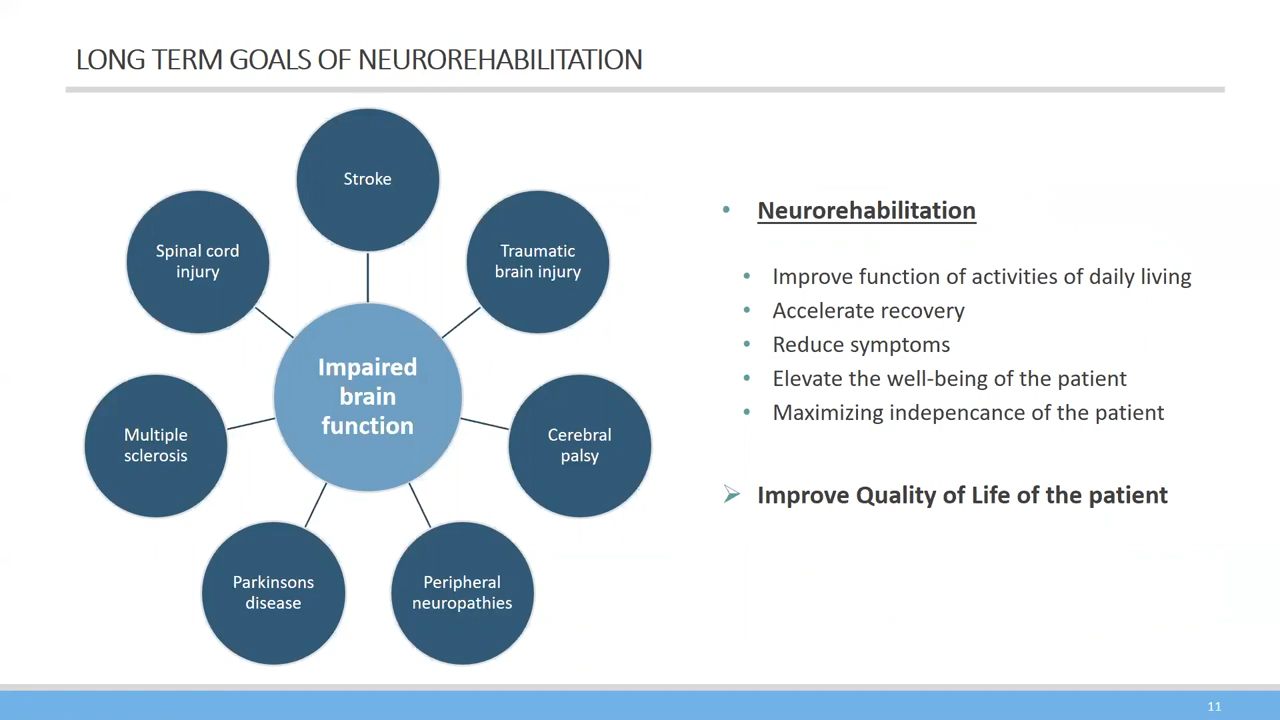 LONG TERM GOALS OF NEUROREHABILITATION
Stroke
Traumatic
brain injury
Cerebral
palsy
Peripheral
neuropathies
Parkinsons
disease
Multiple
sclerosis
Spinal cord
injury
Impaired
brain
function
• Neurorehabilitation
• Improve function of activities of daily living
• Accelerate recovery
• Reduce symptoms
• Elevate the well-being of the patient
• Maximizing indepencance of the patient
➢ Improve Quality of Life of the patient
11